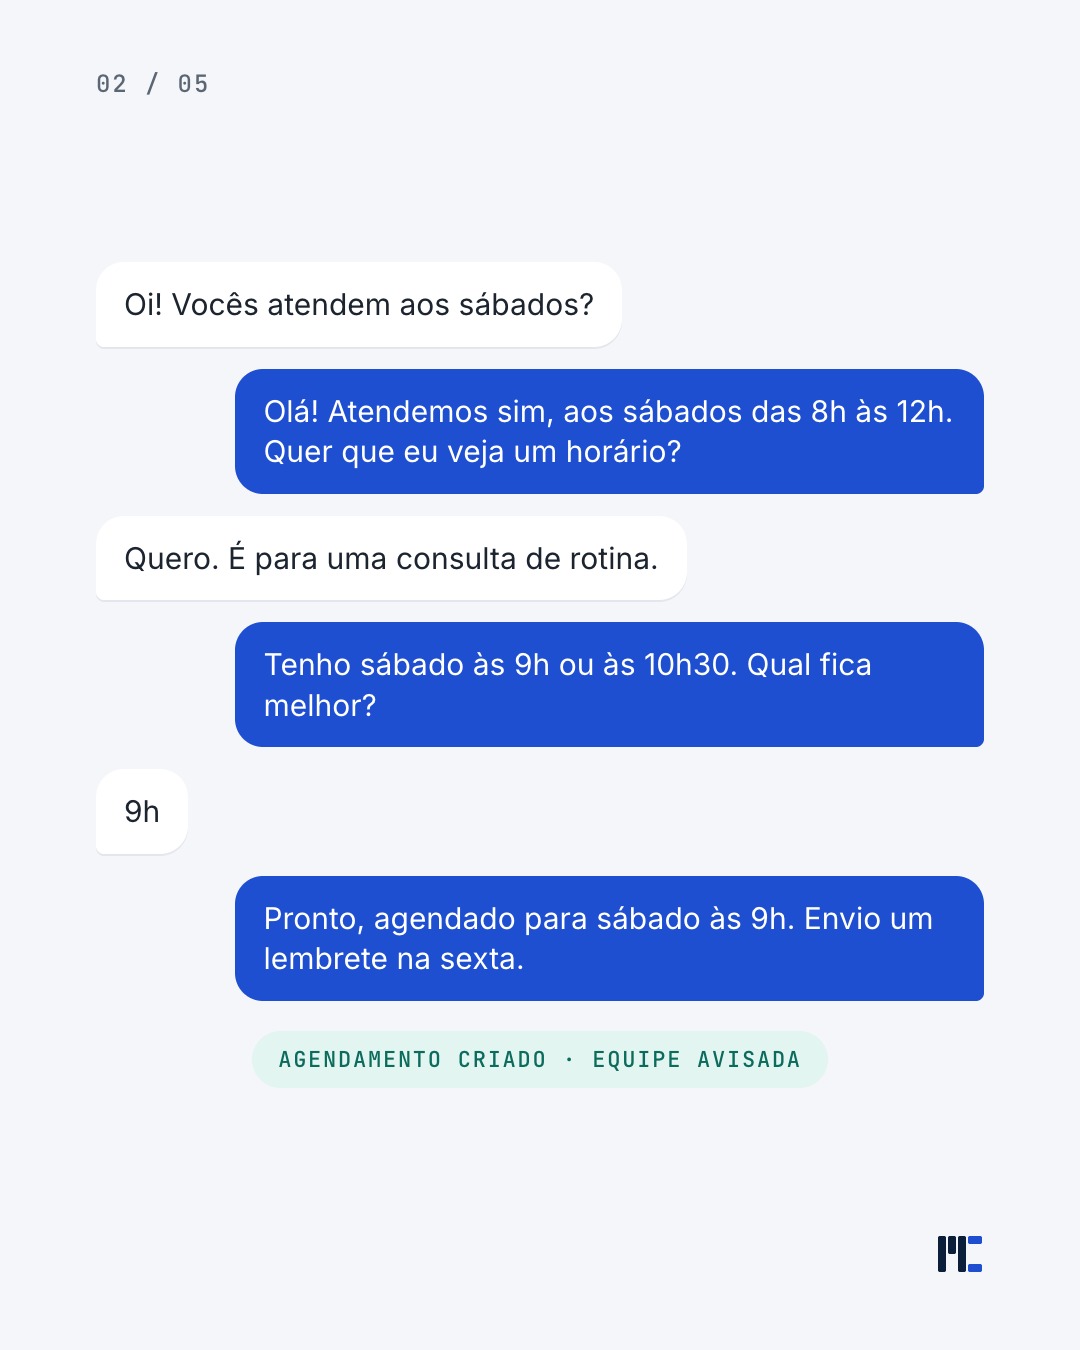 02 / 05
Oi! Vocês atendem aos sábados?
Olá! Atendemos sim, aos sábados das 8h às 12h.
Quer que eu veja um horário?
Quero. É para uma consulta de rotina.
Tenho sábado às 9h ou às 10h30. Qual fica
melhor?
9h
Pronto, agendado para sábado às 9h. Envio um
lembrete na sexta.
AGENDAMENTO CRIADO · EQUIPE AVISADA
MC